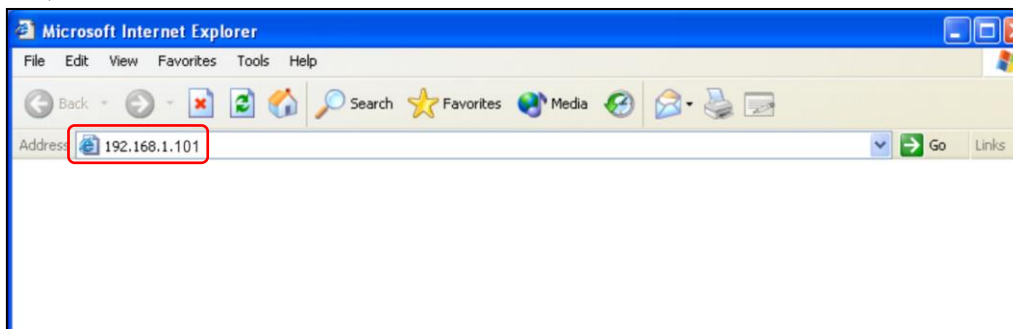 Microsoft Internet Explorer
File Edit View Favorites Tools Help
Back Search Favorites Media
Address 192.168.1.101 Go Links